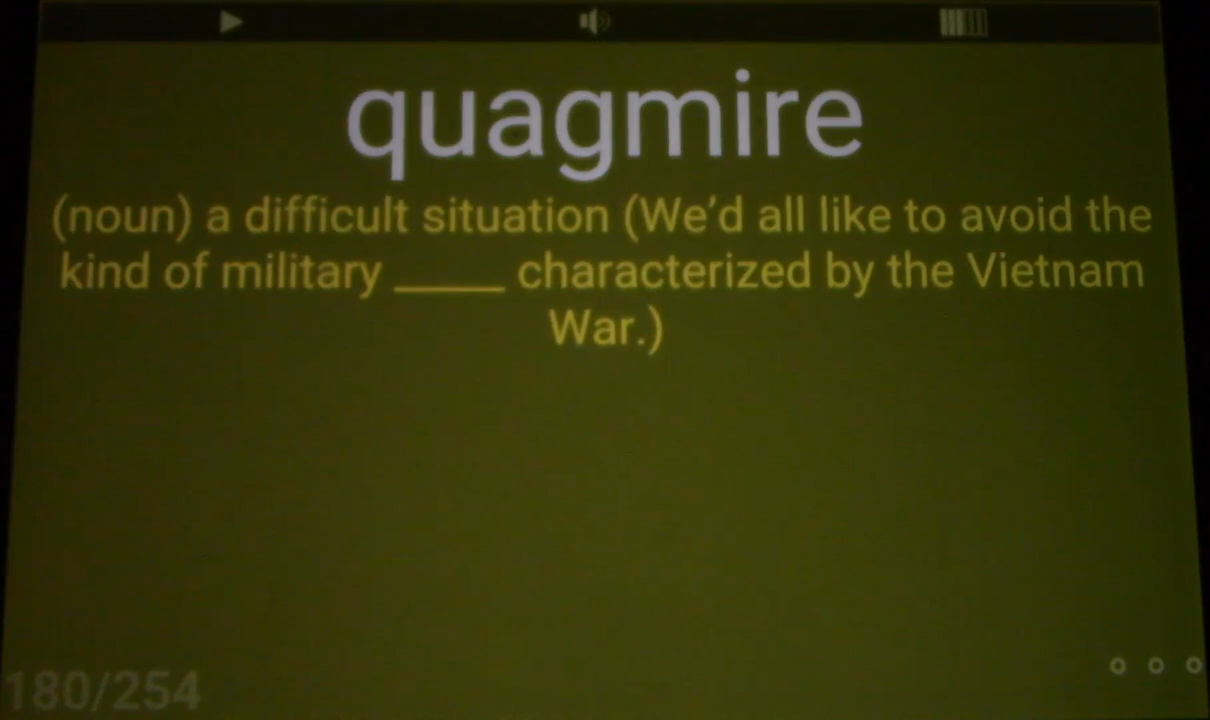 quagmire
(noun) a difficult situation (We’d all like to avoid the
kind of military _____ characterized by the Vietnam
War.)
180/254